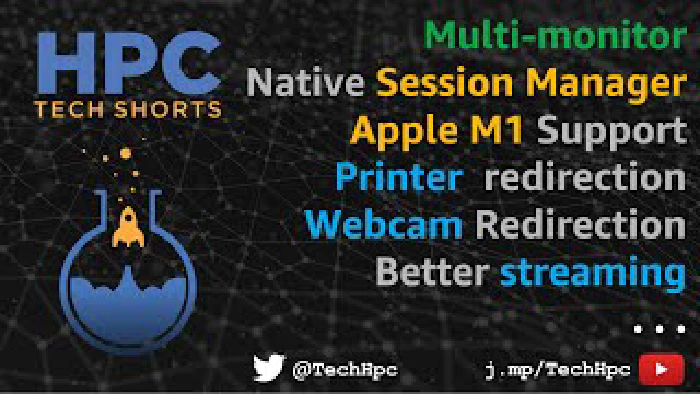 HPC
TECH SHORTS
Multi-monitor
Native Session Manager
Apple M1 Support
Printer redirection
Webcam Redirection
Better streaming
...
@TechHpc
j.mp/TechHpc